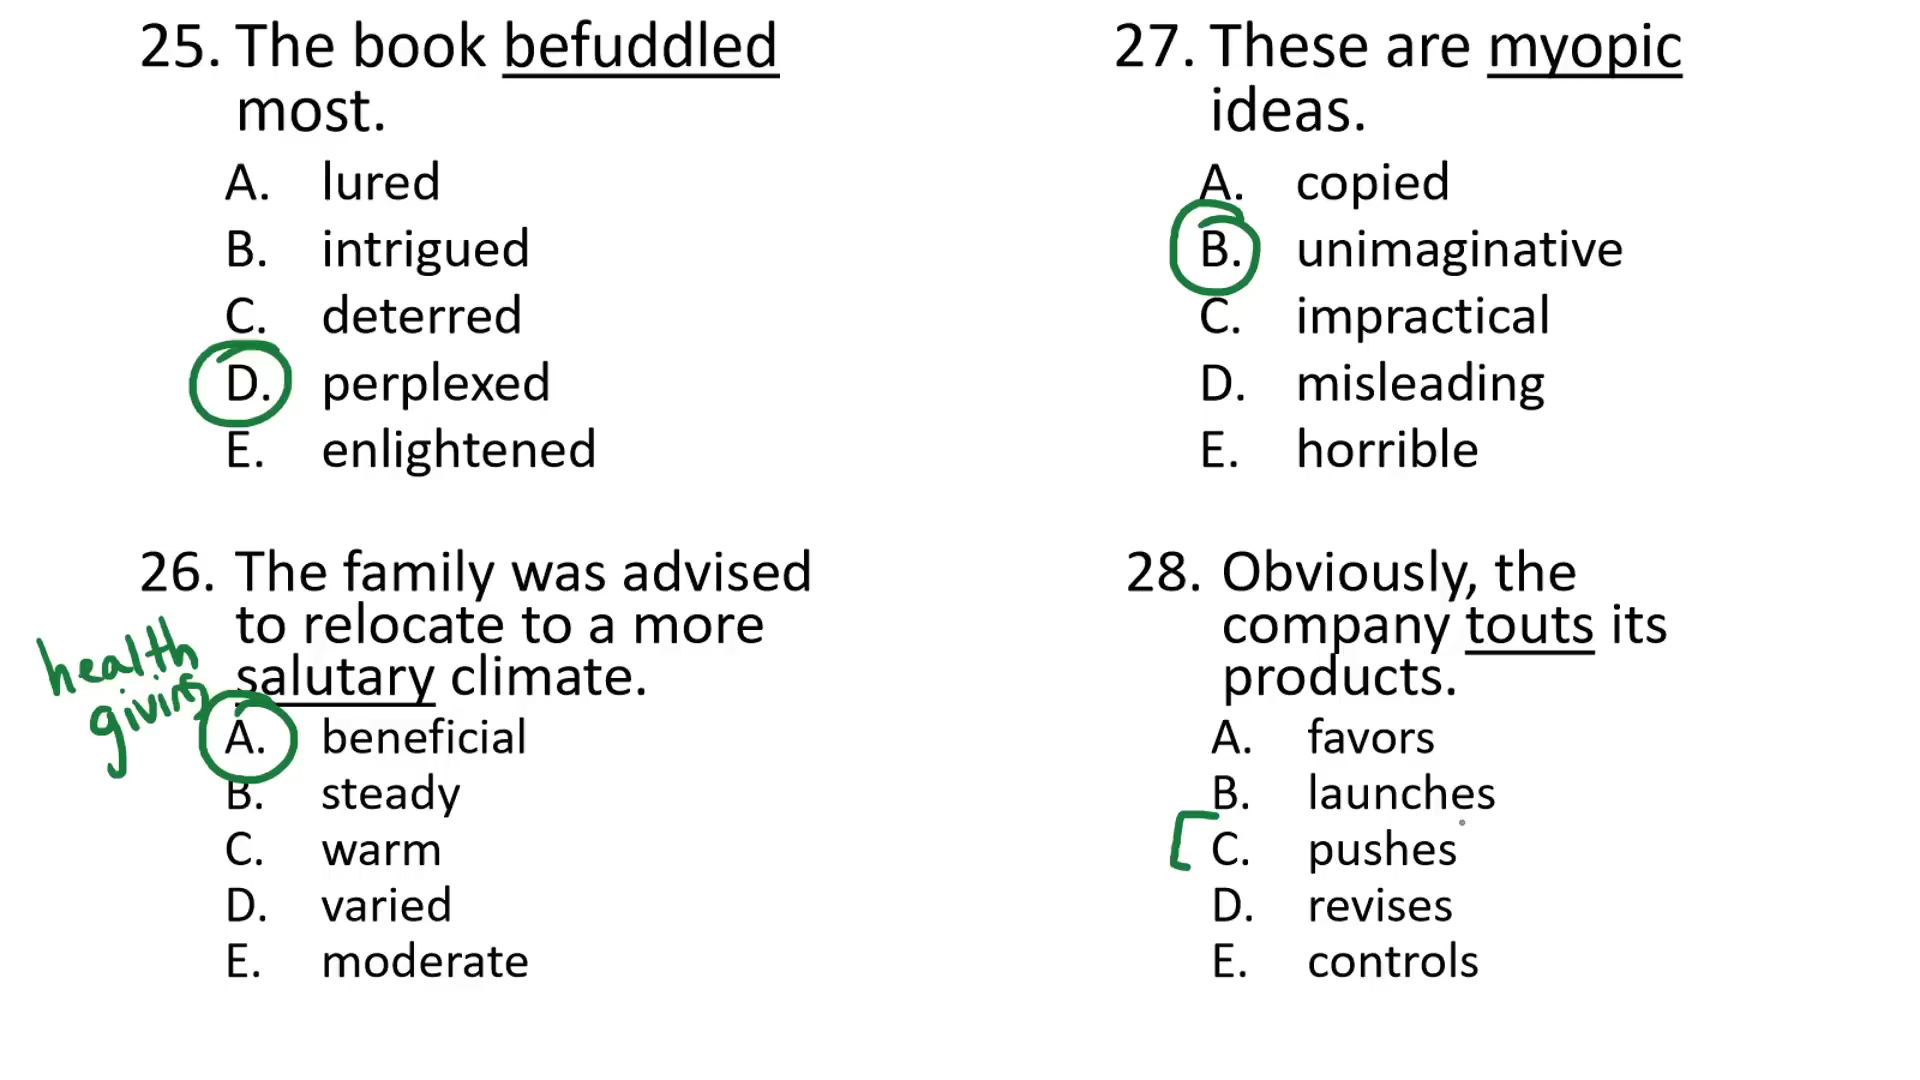 25. The book befuddled
most.
A. lured
B. intrigued
C. deterred
D. perplexed
E. enlightened
26. The family was advised
to relocate to a more
salutary climate.
health
giving
A. beneficial
B. steady
C. warm
D. varied
E. moderate
27. These are myopic
ideas.
A. copied
B. unimaginative
C. impractical
D. misleading
E. horrible
28. Obviously, the
company touts its
products.
A. favors
B. launches
C. pushes
D. revises
E. controls